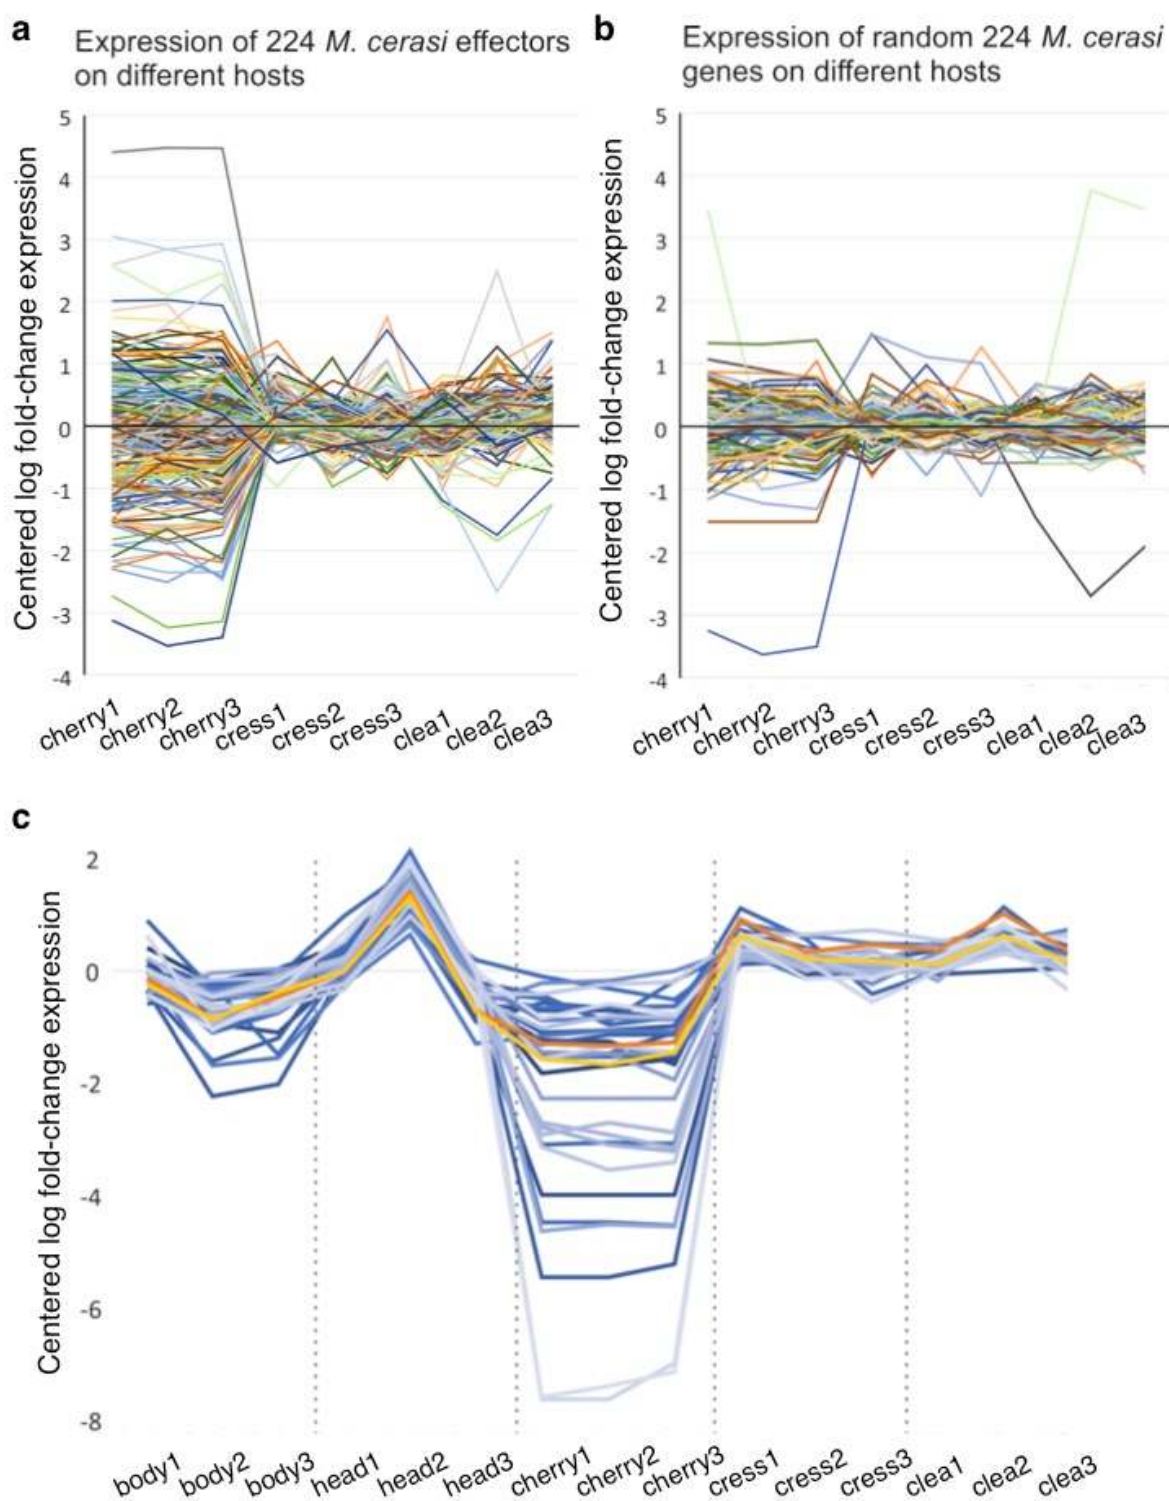 a
Expression of 224 M. cerasi effectors
on different hosts
Centered log fold-change expression
5
4
3
2
1
0
-1
-2
-3
-4
cherry1 cherry2 cherry3 cress1 cress2 cress3 clea1 clea2 clea3
b
Expression of random 224 M. cerasi
genes on different hosts
Centered log fold-change expression
5
4
3
2
1
0
-1
-2
-3
-4
cherry1 cherry2 cherry3 cress1 cress2 cress3 clea1 clea2 clea3
c
Centered log fold-change expression
2
0
-2
-4
-6
-8
body1 body2 body3 head1 head2 head3 cherry1 cherry2 cherry3 cress1 cress2 cress3 clea1 clea2 clea3